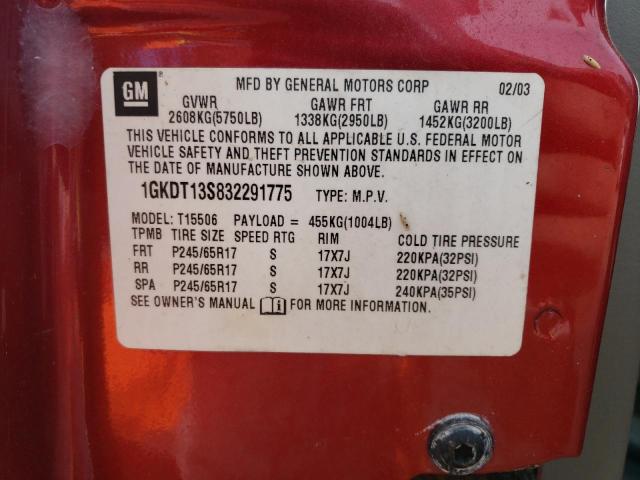 GM
MFD BY GENERAL MOTORS CORP 02/03
GVWR GAWR FRT GAWR RR
2608KG(5750LB) 1338KG(2950LB) 1452KG(3200LB)
THIS VEHICLE CONFORMS TO ALL APPLICABLE U.S. FEDERAL MOTOR
VEHICLE SAFETY AND THEFT PREVENTION STANDARDS IN EFFECT ON
THE DATE OF MANUFACTURE SHOWN ABOVE.
1GKDT13S832291775 TYPE: M.P.V.
MODEL: T15506 PAYLOAD = 455KG(1004LB)
TPMB TIRE SIZE SPEED RTG RIM COLD TIRE PRESSURE
FRT P245/65R17 S 17X7J 220KPA(32PSI)
RR P245/65R17 S 17X7J 220KPA(32PSI)
SPA P245/65R17 S 17X7J 240KPA(35PSI)
SEE OWNER'S MANUAL FOR MORE INFORMATION.